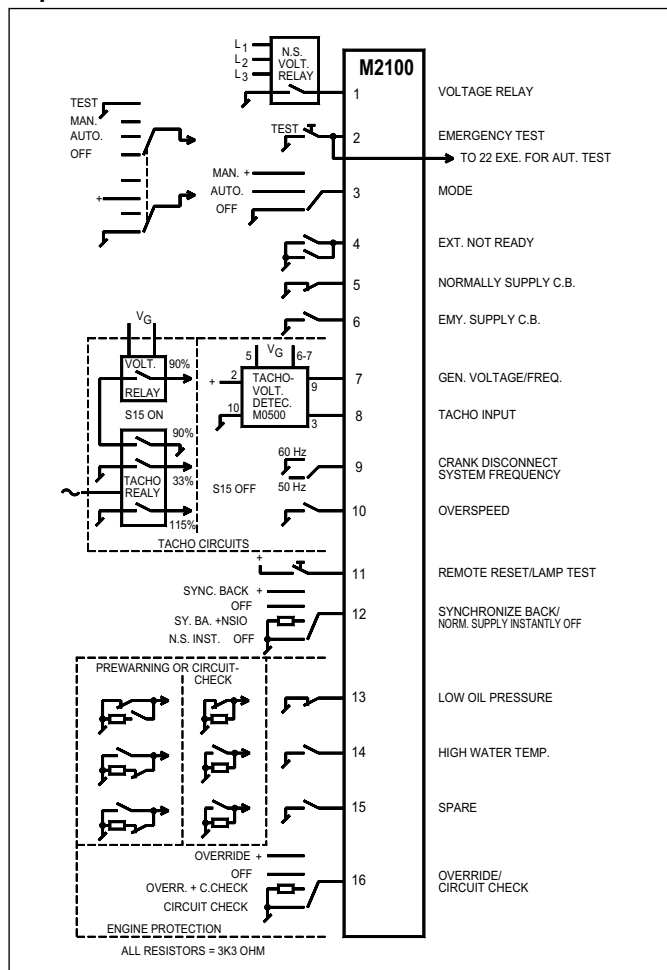 L1
L2
L3
N.S.
VOLT.
RELAY
M2100
1
VOLTAGE RELAY
TEST
MAN.
AUTO.
OFF
TEST
2
EMERGENCY TEST
TO 22 EXE. FOR AUT. TEST
+
MAN. +
AUTO.
OFF
3
MODE
4
EXT. NOT READY
5
NORMALLY SUPPLY C.B.
6
EMY. SUPPLY C.B.
VG
VOLT.
RELAY
90%
S15 ON
90%
TACHO
REALY
33%
115%
~
S15 OFF
5
VG
6-7
+
2
10
TACHO-
VOLT.
DETEC.
M0500
9
3
7
GEN. VOLTAGE/FREQ.
8
TACHO INPUT
60 Hz
50 Hz
9
CRANK DISCONNECT
SYSTEM FREQUENCY
10
OVERSPEED
TACHO CIRCUITS
+
11
REMOTE RESET/LAMP TEST
SYNC. BACK +
OFF
SY. BA. +NSIO
N.S. INST. OFF
12
SYNCHRONIZE BACK/
NORM. SUPPLY INSTANTLY OFF
PREWARNING OR CIRCUIT-
CHECK
13
LOW OIL PRESSURE
14
HIGH WATER TEMP.
15
SPARE
OVERRIDE +
OFF
OVERR. + C.CHECK
CIRCUIT CHECK
16
OVERRIDE/
CIRCUIT CHECK
ENGINE PROTECTION
ALL RESISTORS = 3K3 OHM